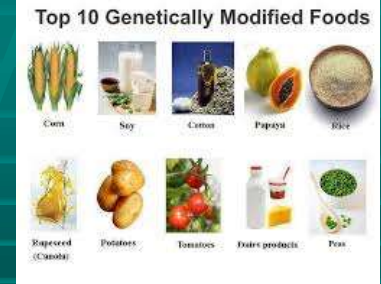 Top 10 Genetically Modified Foods
Corn Soy Cotton Papaya Rice
Rapeseed Potatoes Tomatoes Dairy products Peas
(Canola)